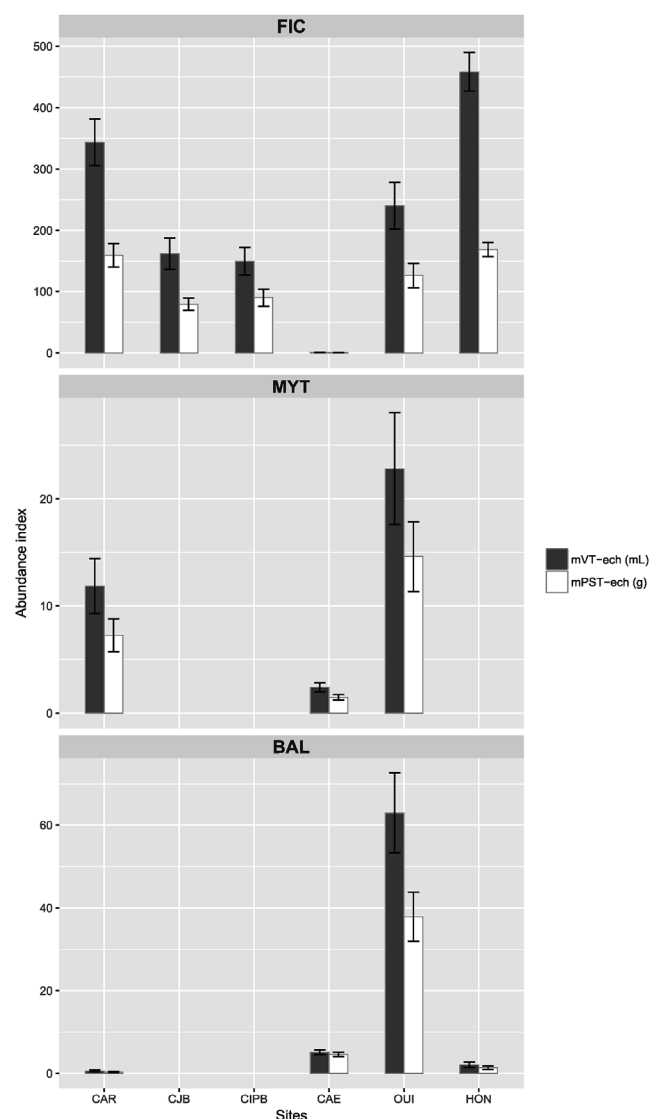 FIC
500
400
300
200
100
0
MYT
20
10
0
BAL
60
40
20
0
Abundance index
CAR CJB CIPB CAE OUI HON
Sites
mVT-ech (mL)
mPST-ech (g)